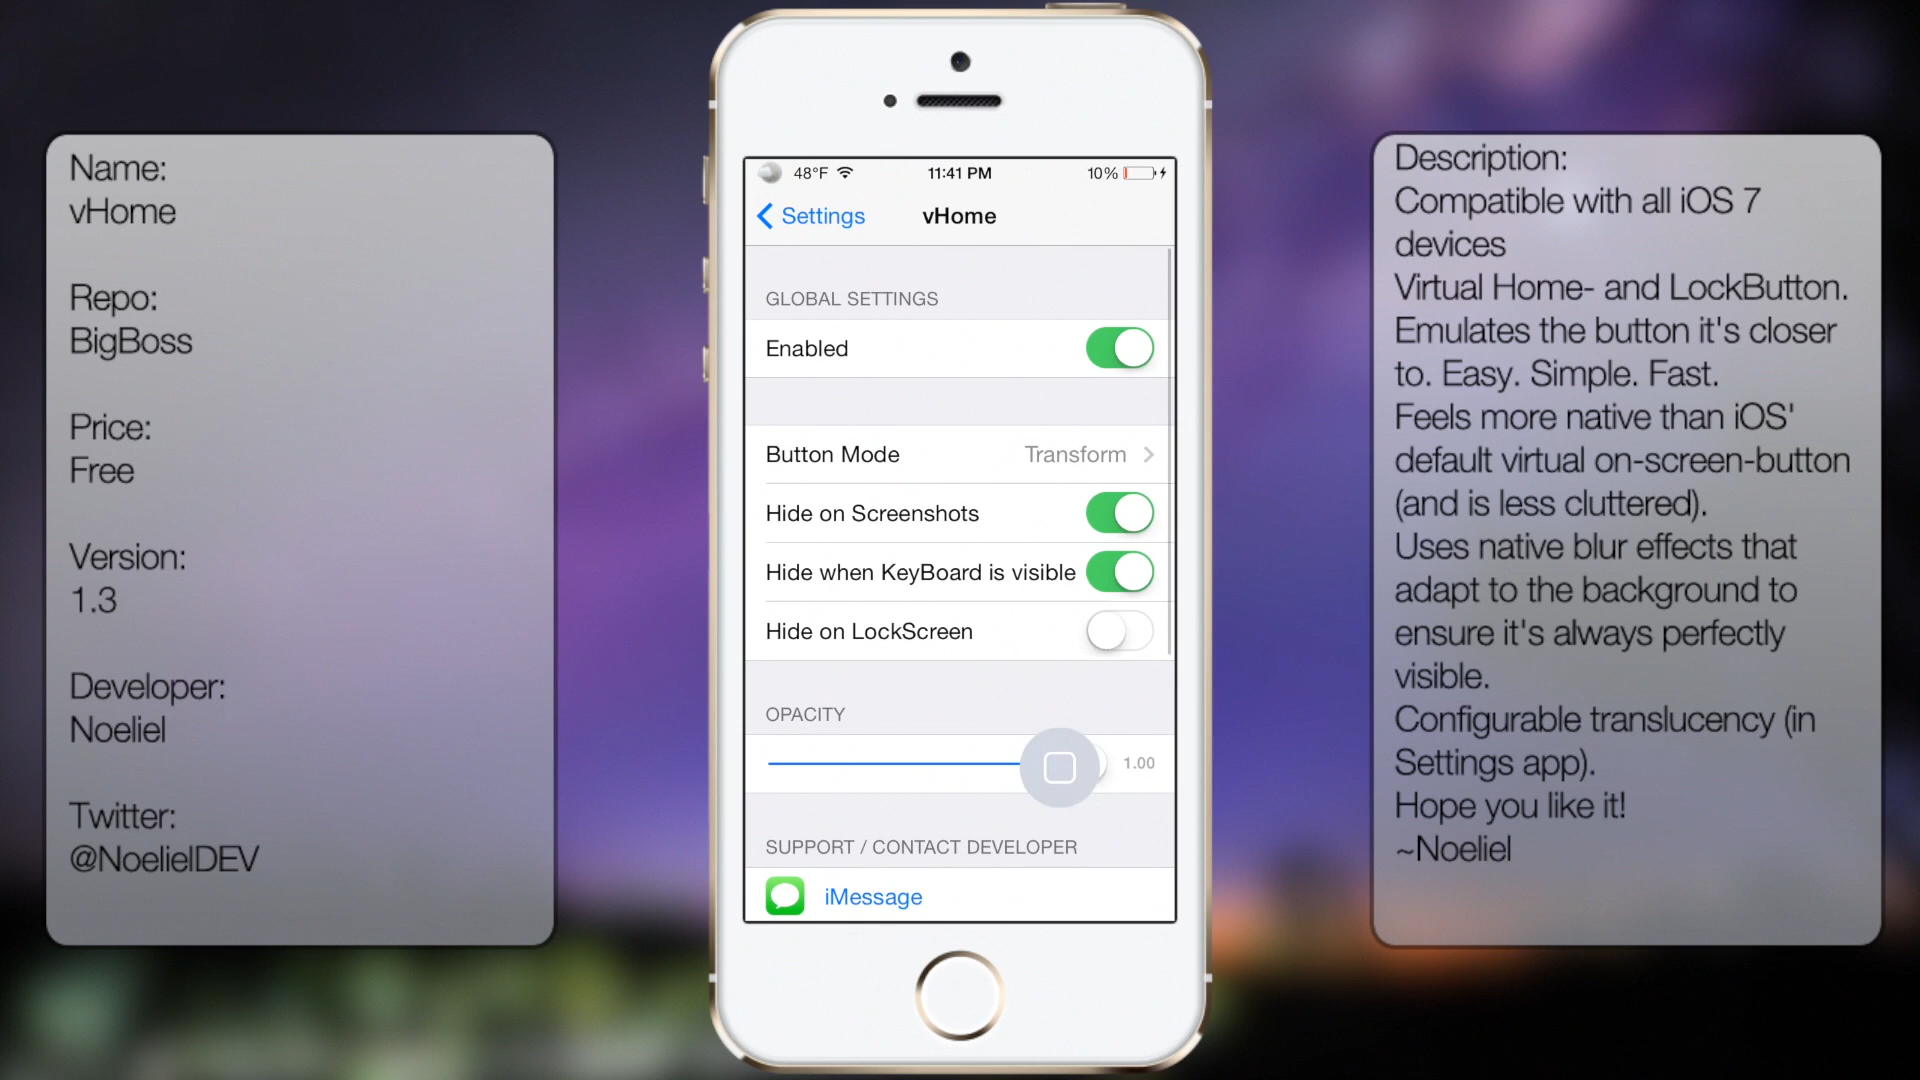 Name:
vHome
Repo:
BigBoss
Price:
Free
Version:
1.3
Developer:
Noeliel
Twitter:
@NoelielDEV
48°F 11:41 PM 10%
Settings vHome
GLOBAL SETTINGS
Enabled
Button Mode Transform
Hide on Screenshots
Hide when KeyBoard is visible
Hide on LockScreen
OPACITY
1.00
SUPPORT / CONTACT DEVELOPER
iMessage
Description:
Compatible with all iOS 7
devices
Virtual Home- and LockButton.
Emulates the button it's closer
to. Easy. Simple. Fast.
Feels more native than iOS'
default virtual on-screen-button
(and is less cluttered).
Uses native blur effects that
adapt to the background to
ensure it's always perfectly
visible.
Configurable translucency (in
Settings app).
Hope you like it!
~Noeliel